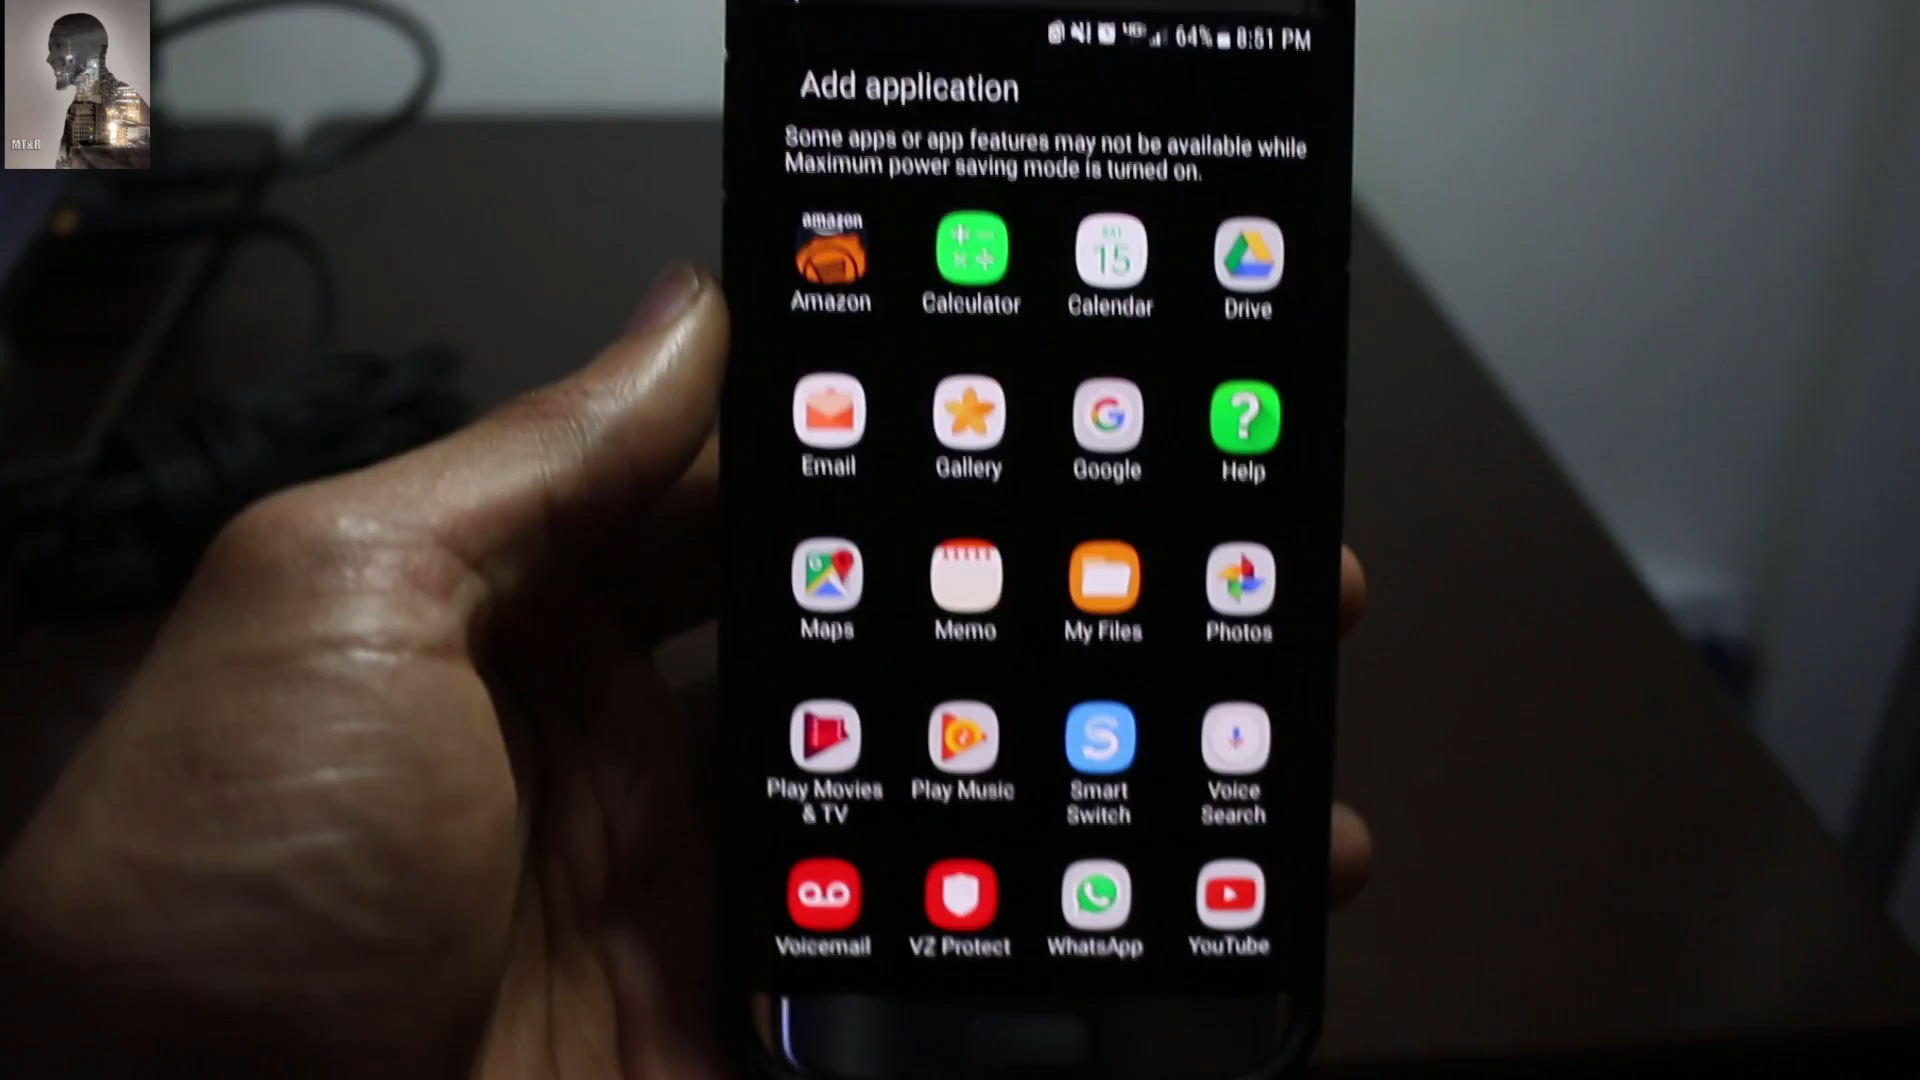 MT&R
64% 8:51 PM
Add application
Some apps or app features may not be available while
Maximum power saving mode is turned on.
amazon
SAT
15
Amazon
Calculator
Calendar
Drive
G
?
Email
Gallery
Google
Help
Maps
Memo
My Files
Photos
S
Play Movies
& TV
Play Music
Smart
Switch
Voice
Search
Voicemail
VZ Protect
WhatsApp
YouTube